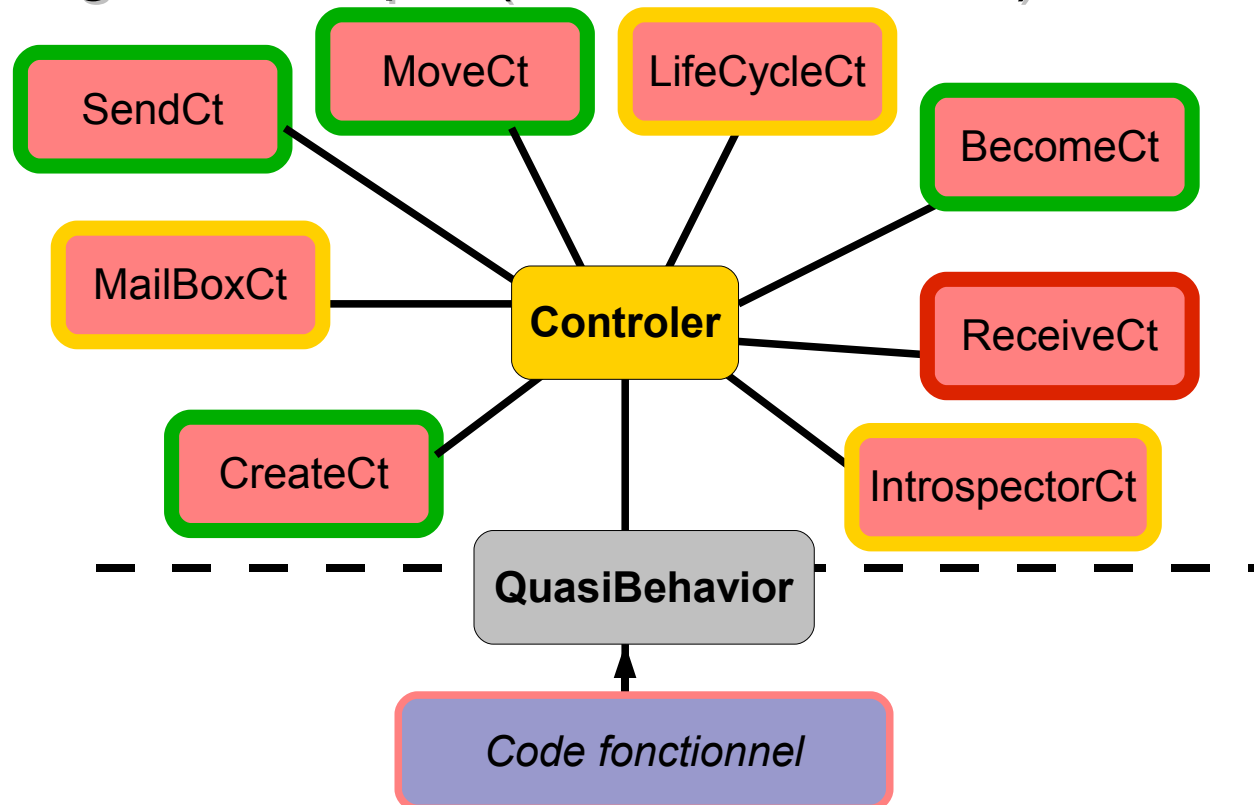 MoveCt
LifeCycleCt
SendCt
BecomeCt
MailBoxCt
Controler
ReceiveCt
CreateCt
IntrospectorCt
QuasiBehavior
Code fonctionnel